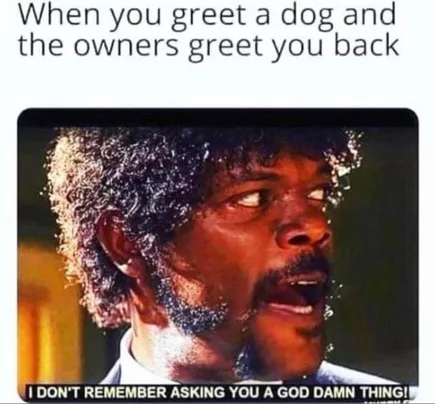 When you greet a dog and
the owners greet you back
I DON'T REMEMBER ASKING YOU A GOD DAMN THING!